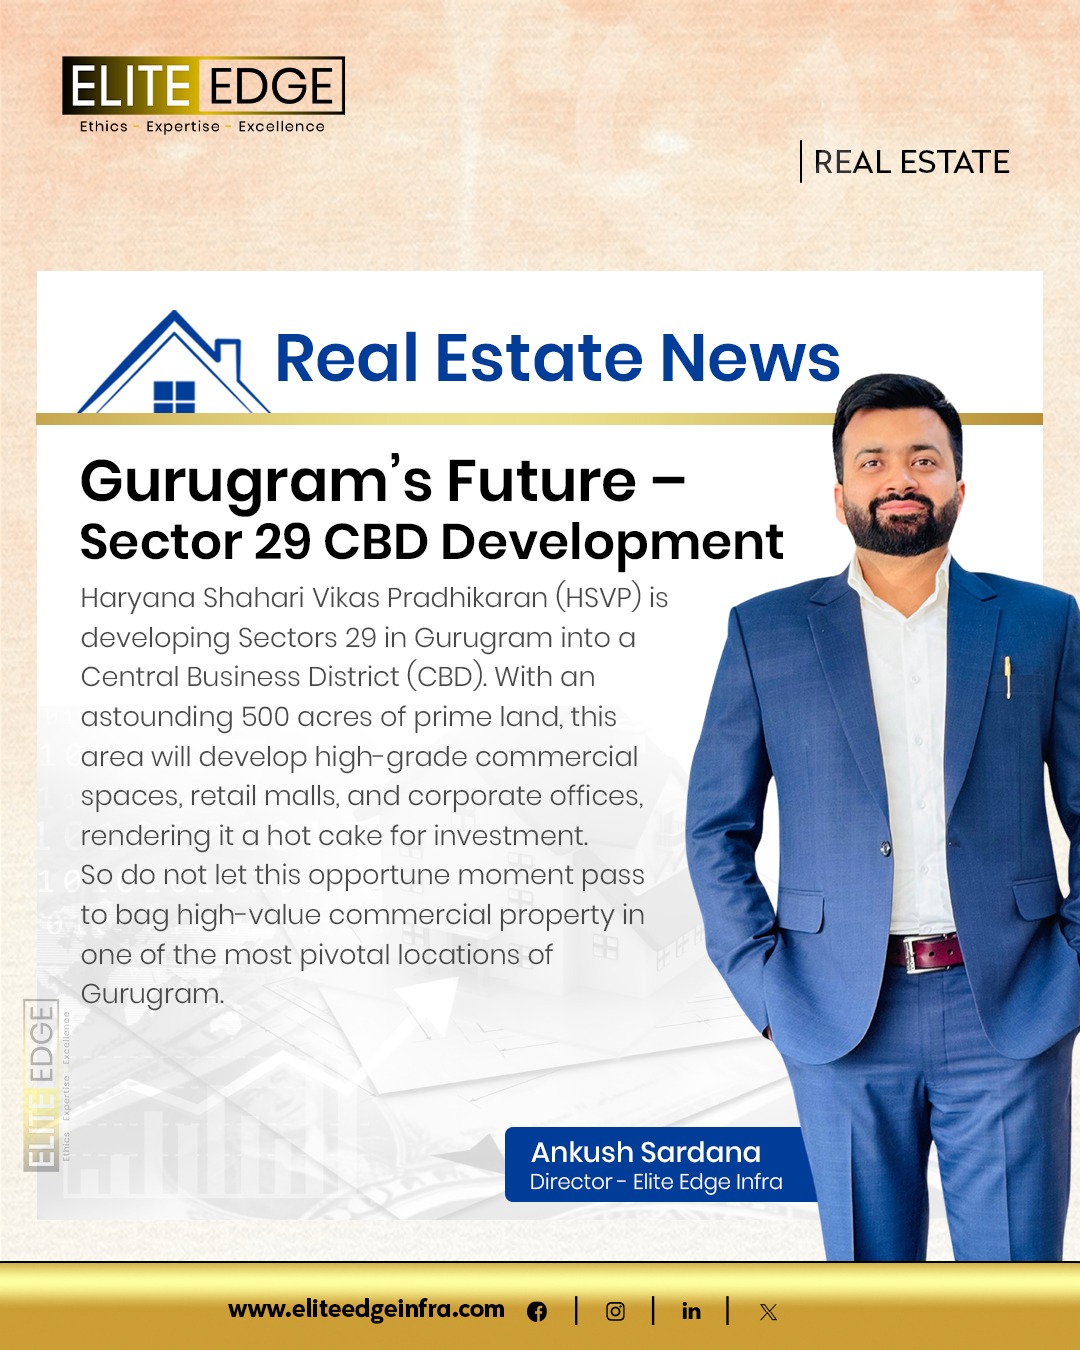 ELITE EDGE
Ethics - Expertise - Excellence
REAL ESTATE
Real Estate News
Gurugram’s Future –
Sector 29 CBD Development
Haryana Shahari Vikas Pradhikaran (HSVP) is
developing Sectors 29 in Gurugram into a
Central Business District (CBD). With an
astounding 500 acres of prime land, this
area will develop high-grade commercial
spaces, retail malls, and corporate offices,
rendering it a hot cake for investment.
So do not let this opportune moment pass
to bag high-value commercial property in
one of the most pivotal locations of
Gurugram.
ELITE EDGE
Ethics - Expertise - Excellence
Ankush Sardana
Director - Elite Edge Infra
www.eliteedgeinfra.com